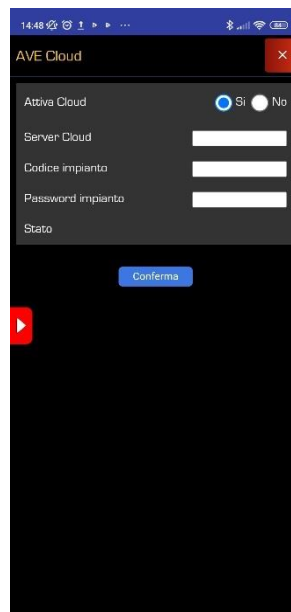 14:48
AVE Cloud
Attiva Cloud Si No
Server Cloud
Codice impianto
Password impianto
Stato
Conferma